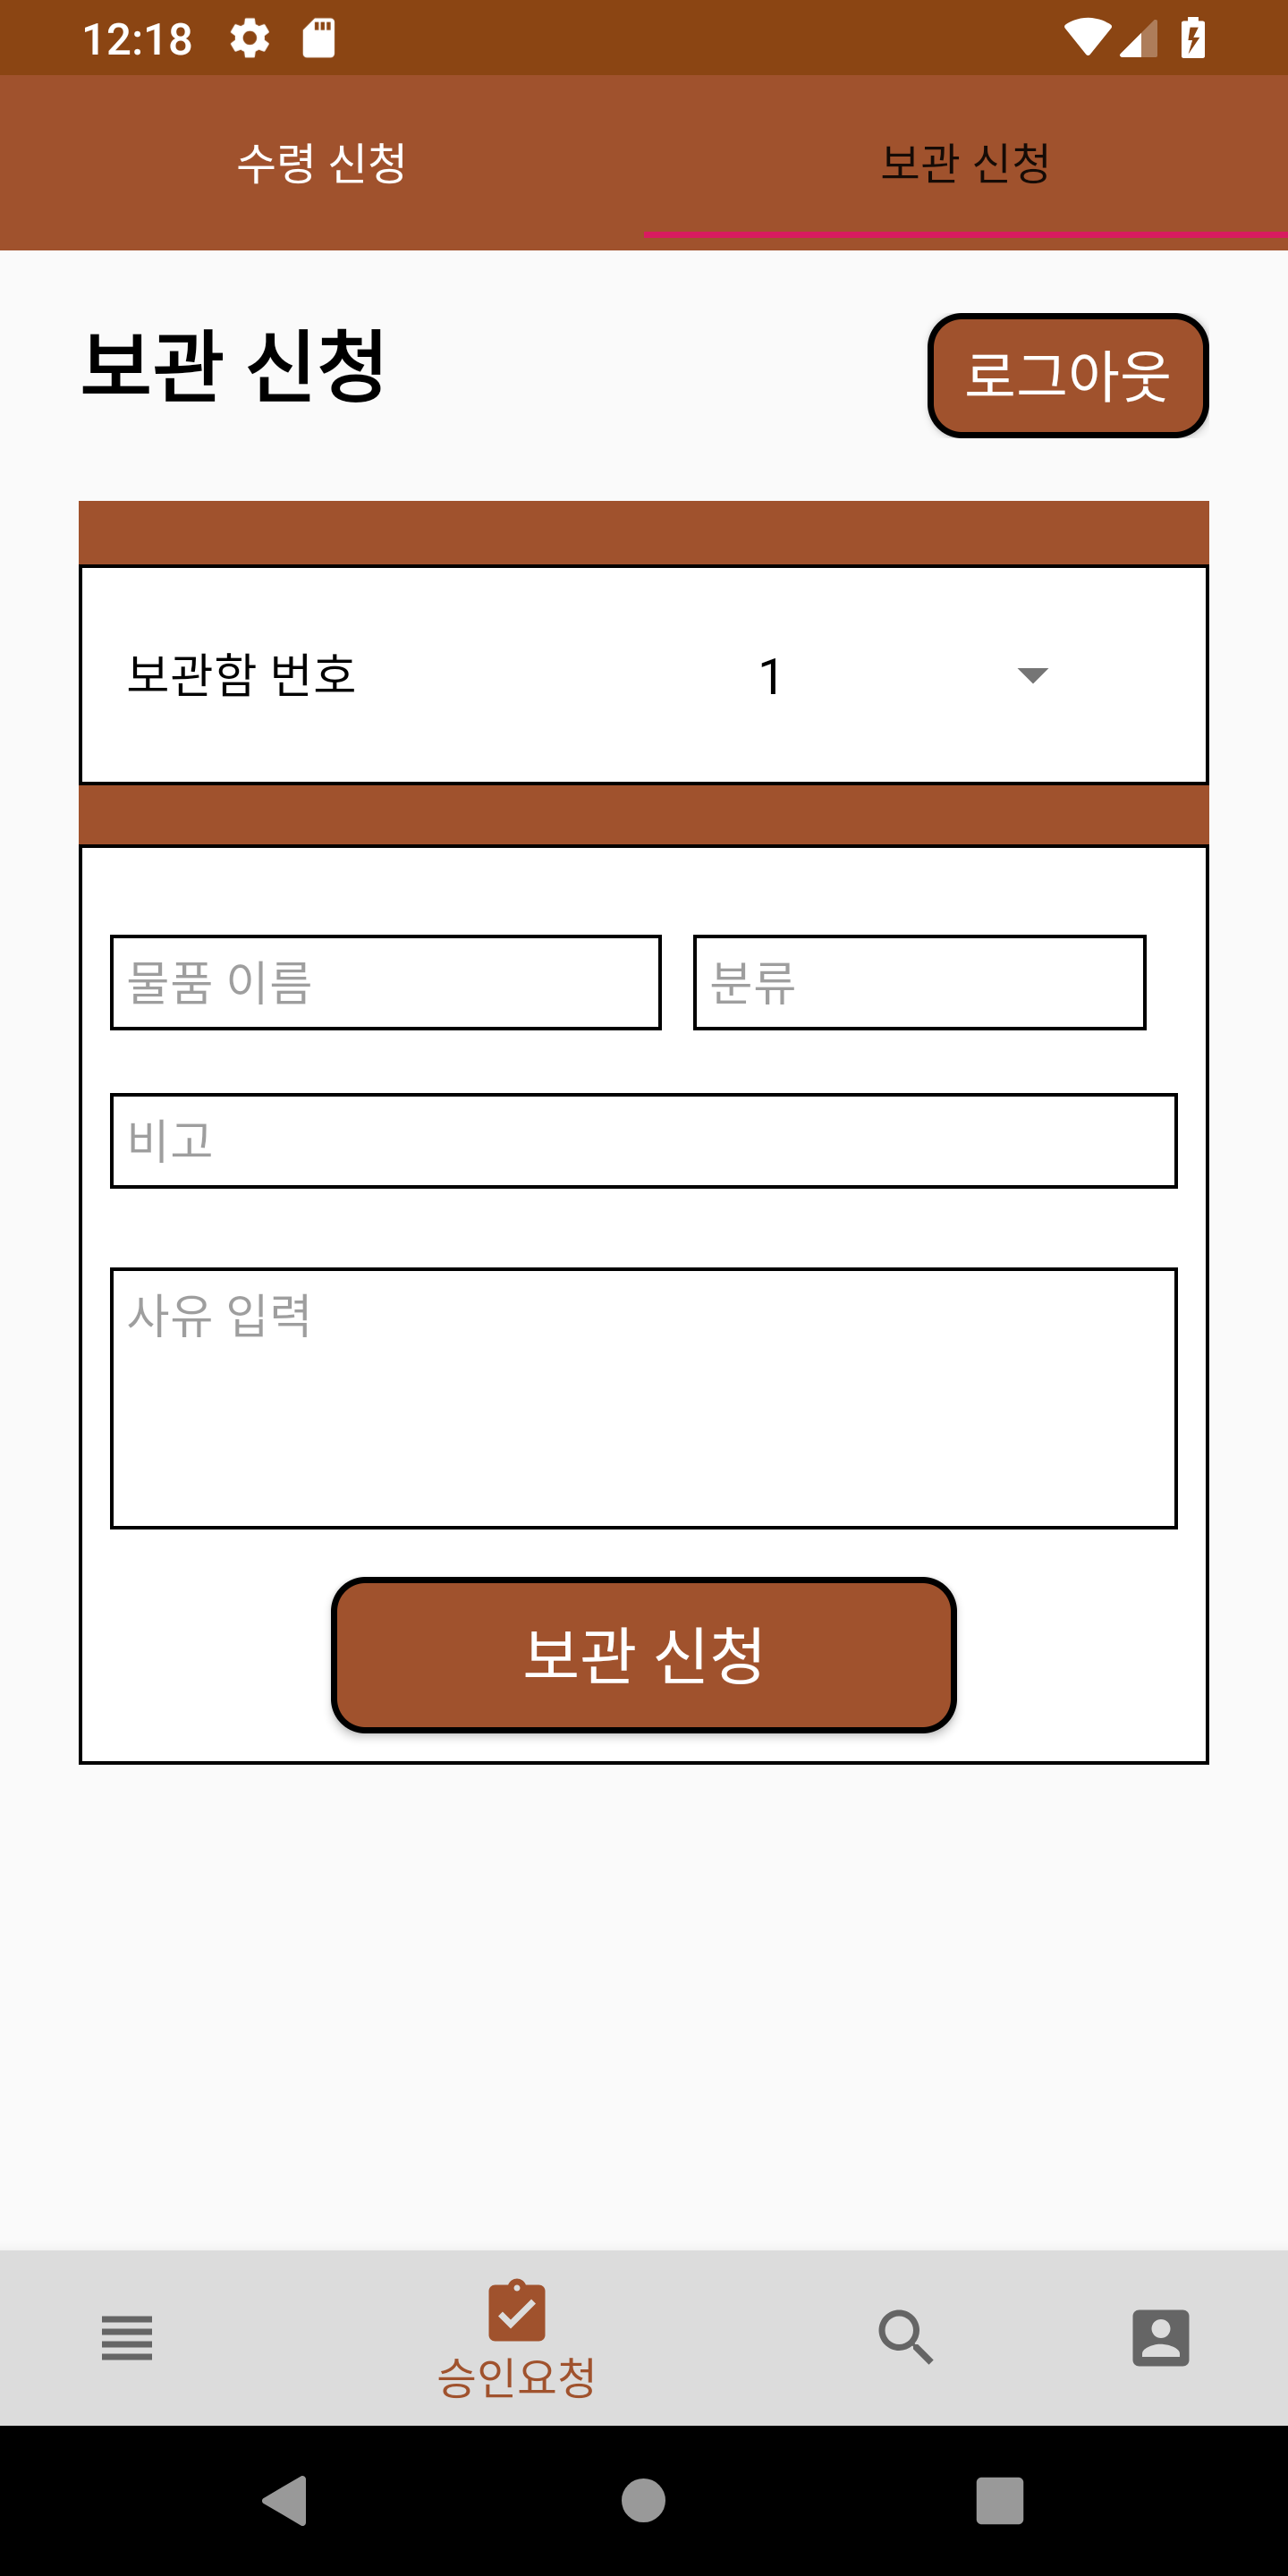 12:18
수령 신청
보관 신청
보관 신청
로그아웃
보관함 번호
1
물품 이름
분류
비고
사유 입력
보관 신청
승인요청